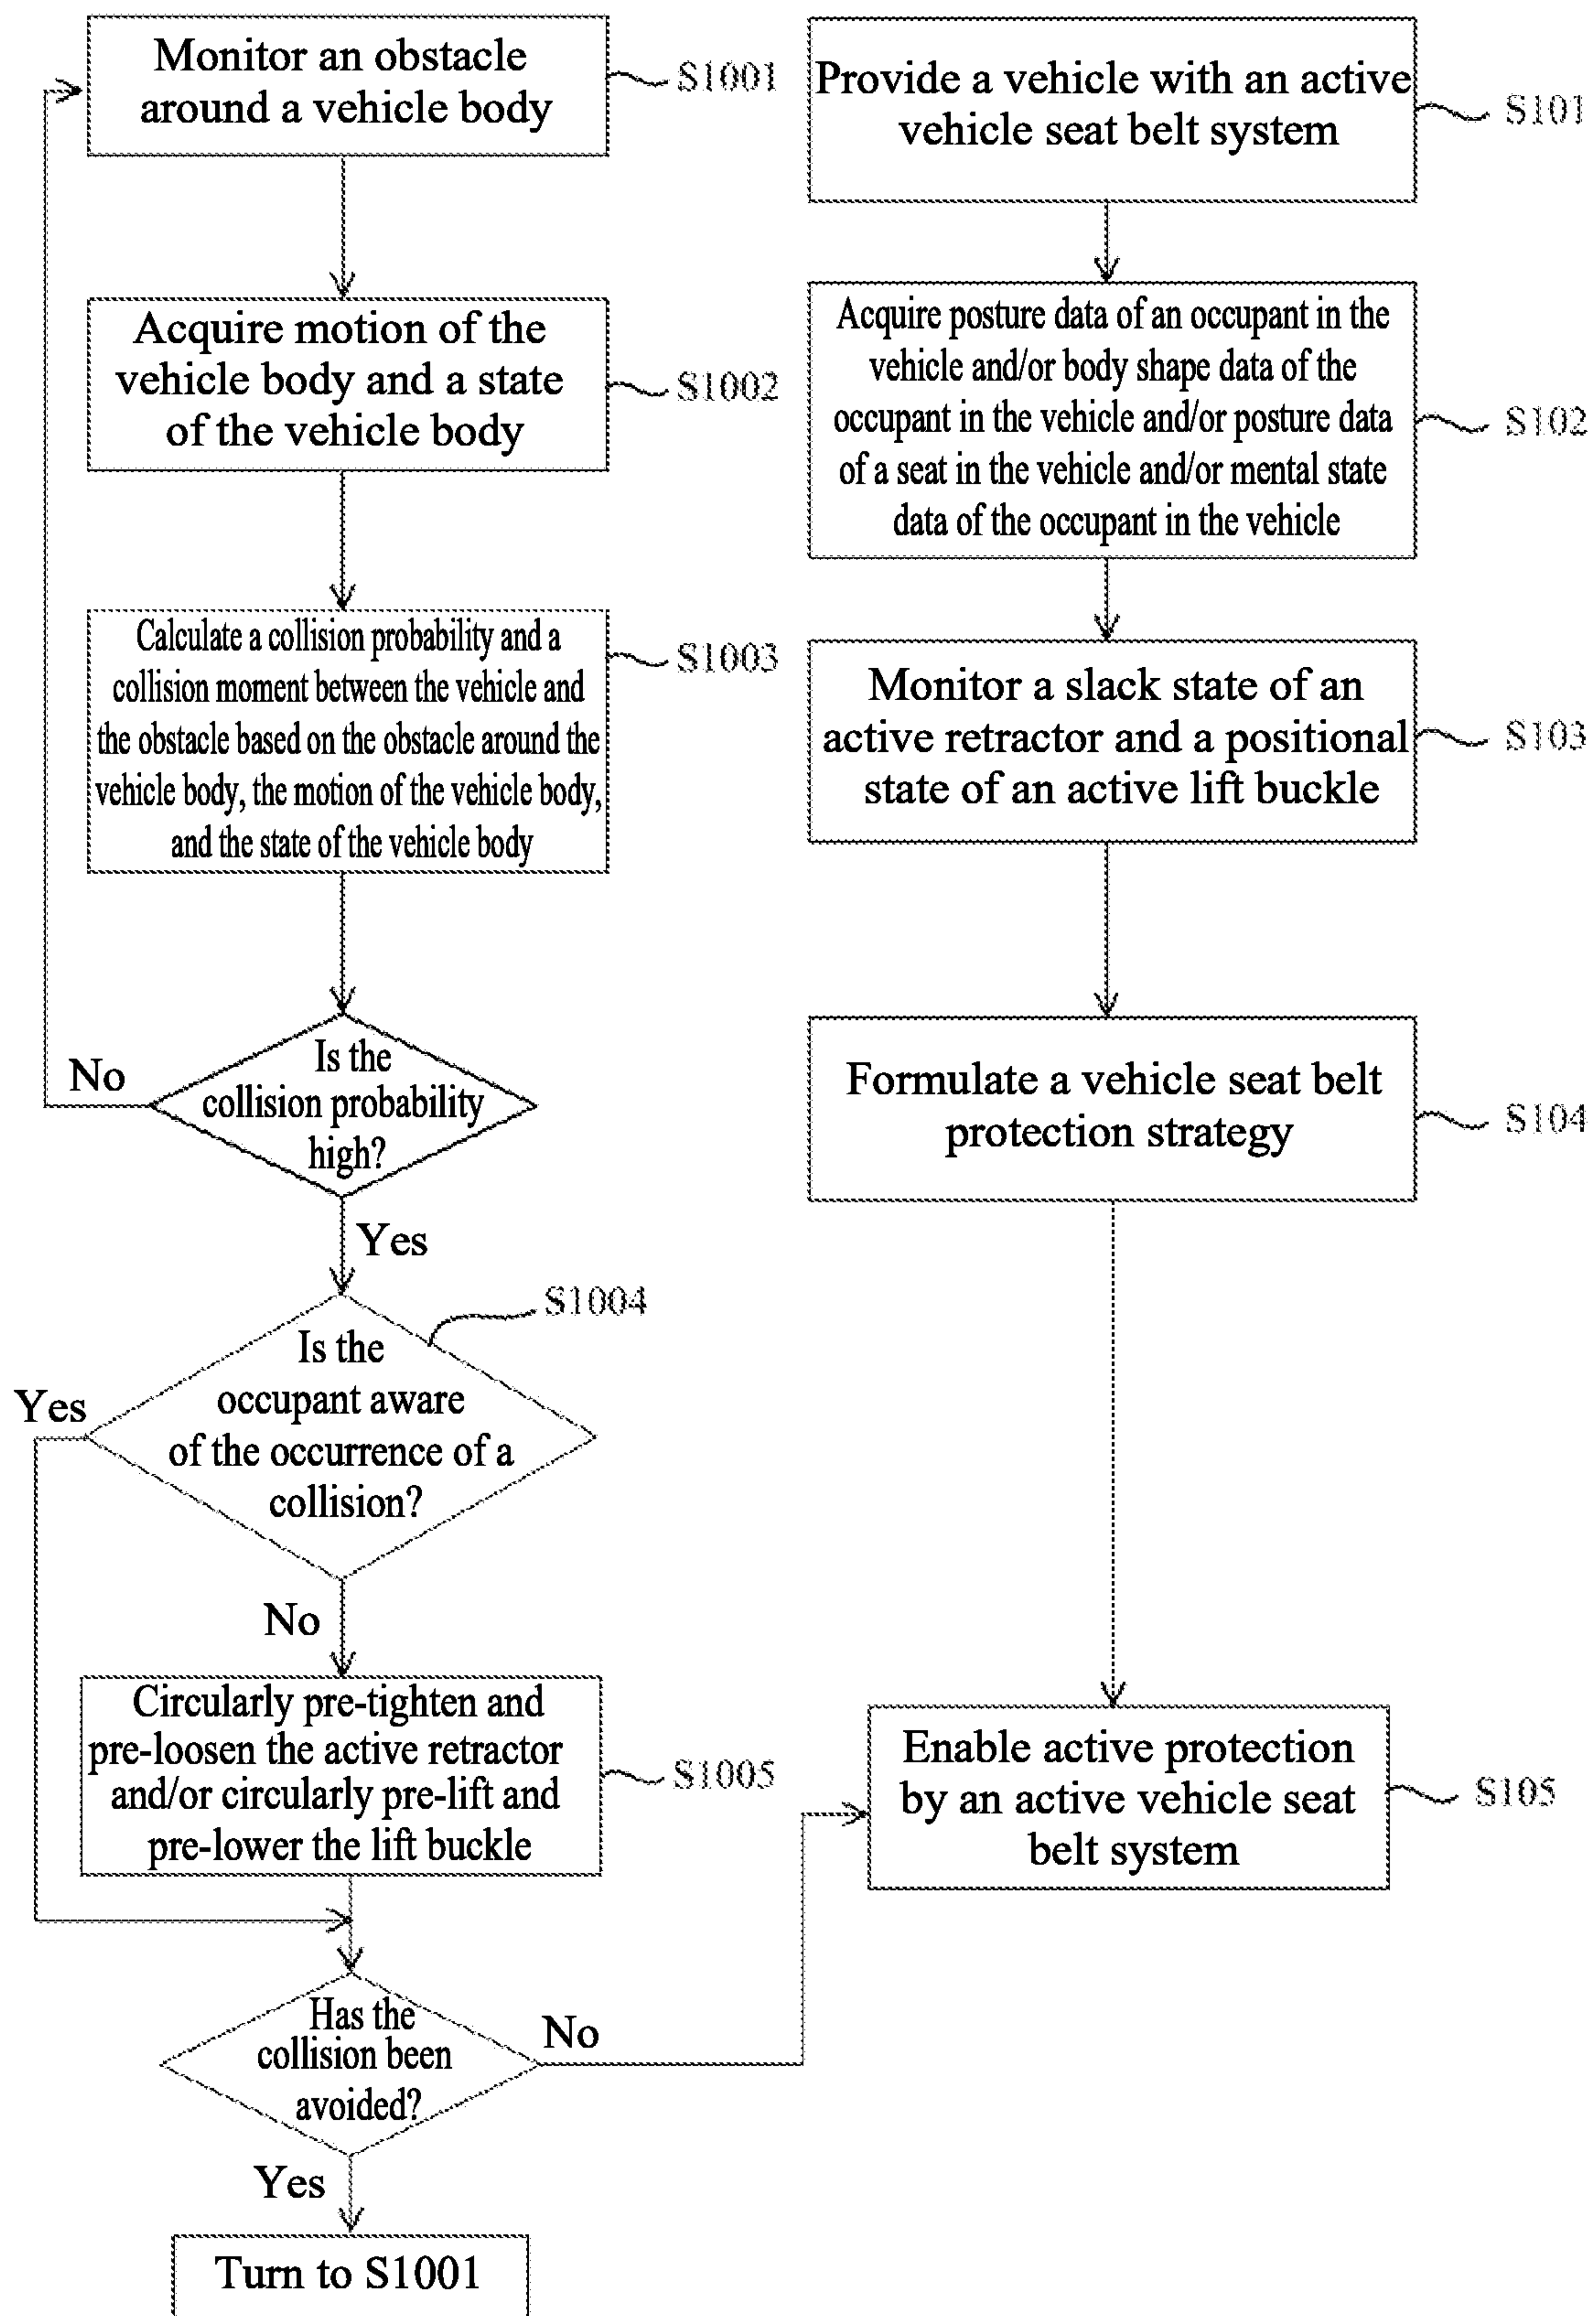 Monitor an obstacle
around a vehicle body
S1001
Acquire motion of the
vehicle body and a state
of the vehicle body
S1002
Calculate a collision probability and a
collision moment between the vehicle and
the obstacle based on the obstacle around the
vehicle body, the motion of the vehicle body,
and the state of the vehicle body
S1003
Is the
collision probability
high?
No
Yes
S1004
Is the
occupant aware
of the occurrence of a
collision?
Yes
No
Circularly pre-tighten and
pre-loosen the active retractor
and/or circularly pre-lift and
pre-lower the lift buckle
S1005
Has the
collision been
avoided?
No
Yes
Turn to S1001
Provide a vehicle with an active
vehicle seat belt system
S101
Acquire posture data of an occupant in the
vehicle and/or body shape data of the
occupant in the vehicle and/or posture data
of a seat in the vehicle and/or mental state
data of the occupant in the vehicle
S102
Monitor a slack state of an
active retractor and a positional
state of an active lift buckle
S103
Formulate a vehicle seat belt
protection strategy
S104
Enable active protection
by an active vehicle seat
belt system
S105